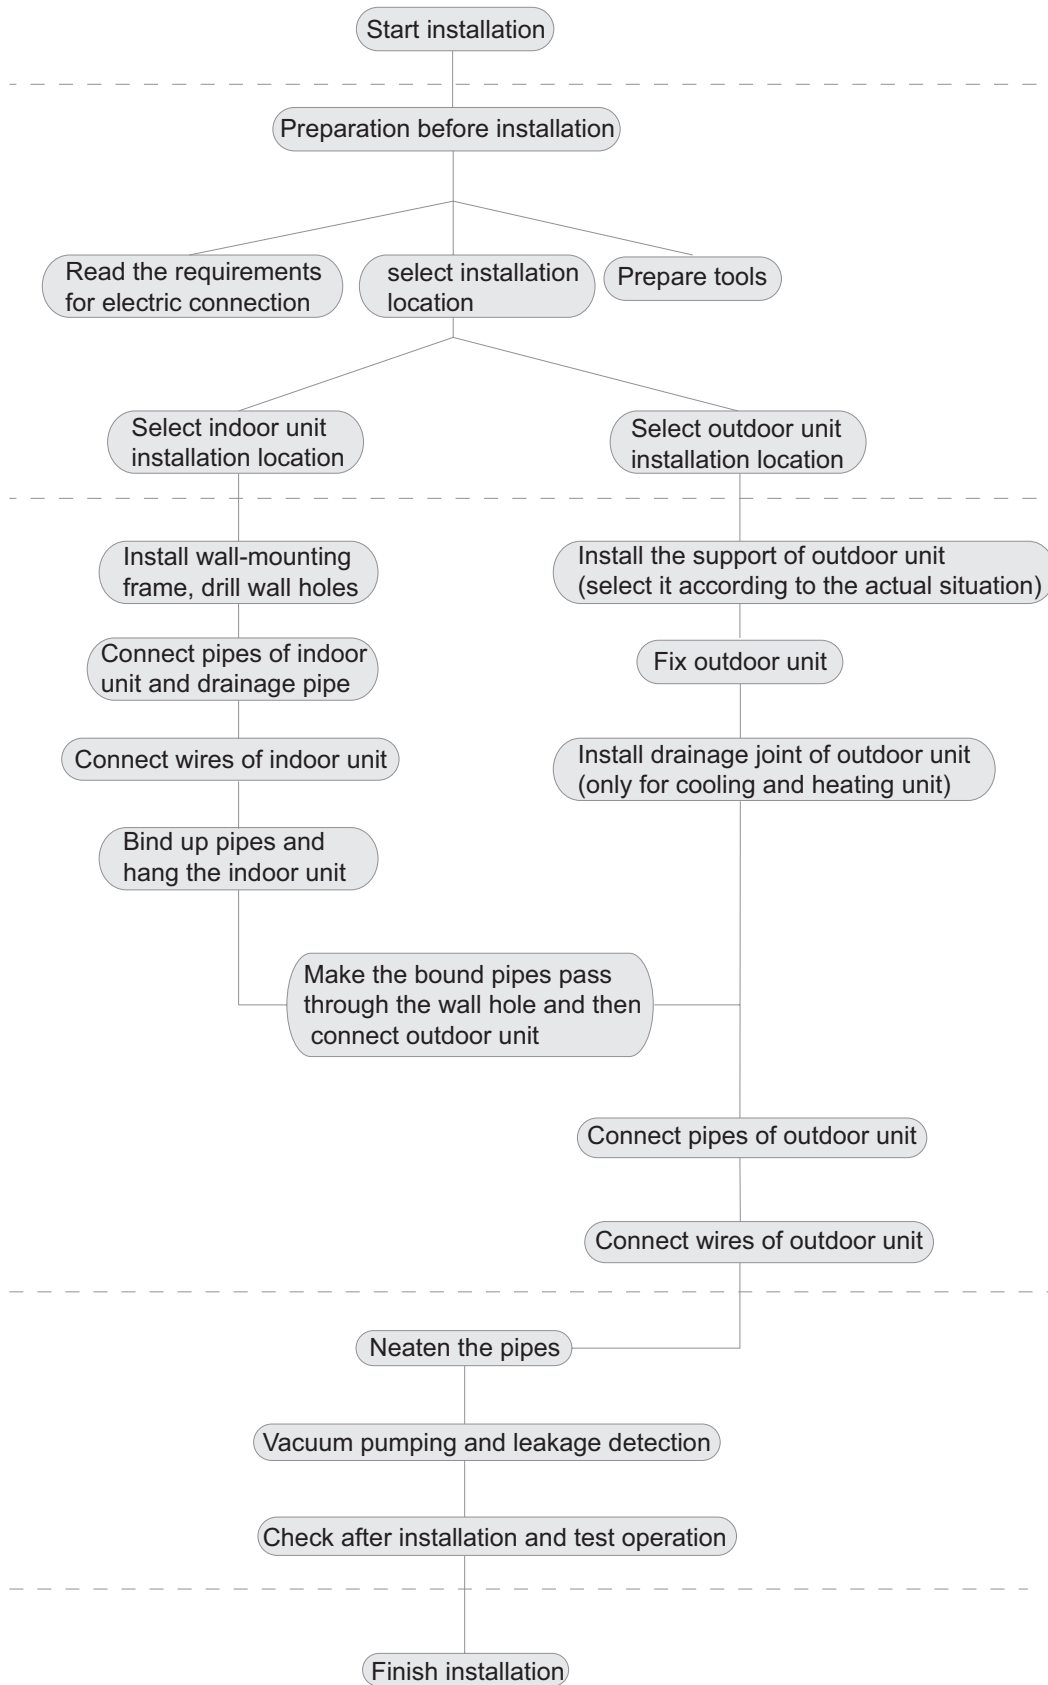 Start installation
Preparation before installation
Read the requirements
for electric connection
select installation
location
Prepare tools
Select indoor unit
installation location
Select outdoor unit
installation location
Install wall-mounting
frame, drill wall holes
Install the support of outdoor unit
(select it according to the actual situation)
Connect pipes of indoor
unit and drainage pipe
Fix outdoor unit
Connect wires of indoor unit
Install drainage joint of outdoor unit
(only for cooling and heating unit)
Bind up pipes and
hang the indoor unit
Make the bound pipes pass
through the wall hole and then
connect outdoor unit
Connect pipes of outdoor unit
Connect wires of outdoor unit
Neaten the pipes
Vacuum pumping and leakage detection
Check after installation and test operation
Finish installation